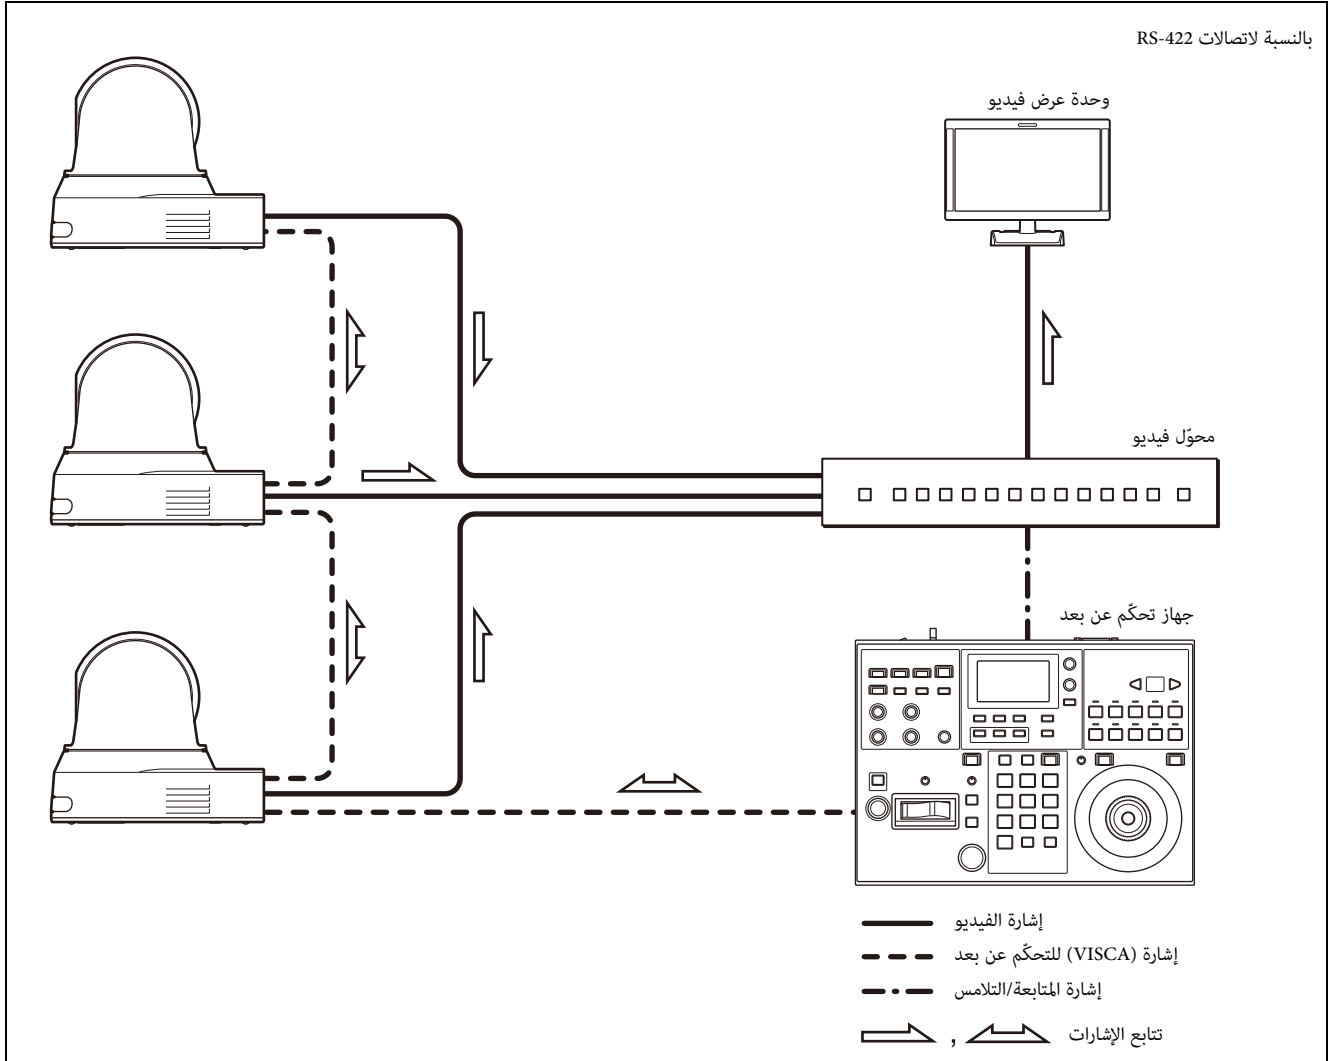 بالنسبة لاتصالات RS-422
وحدة عرض فيديو
محوّل فيديو
جهاز تحكّم عن بعد
إشارة الفيديو
إشارة (VISCA) للتحكّم عن بعد
إشارة المتابعة/التلامس
تتابع الإشارات ,